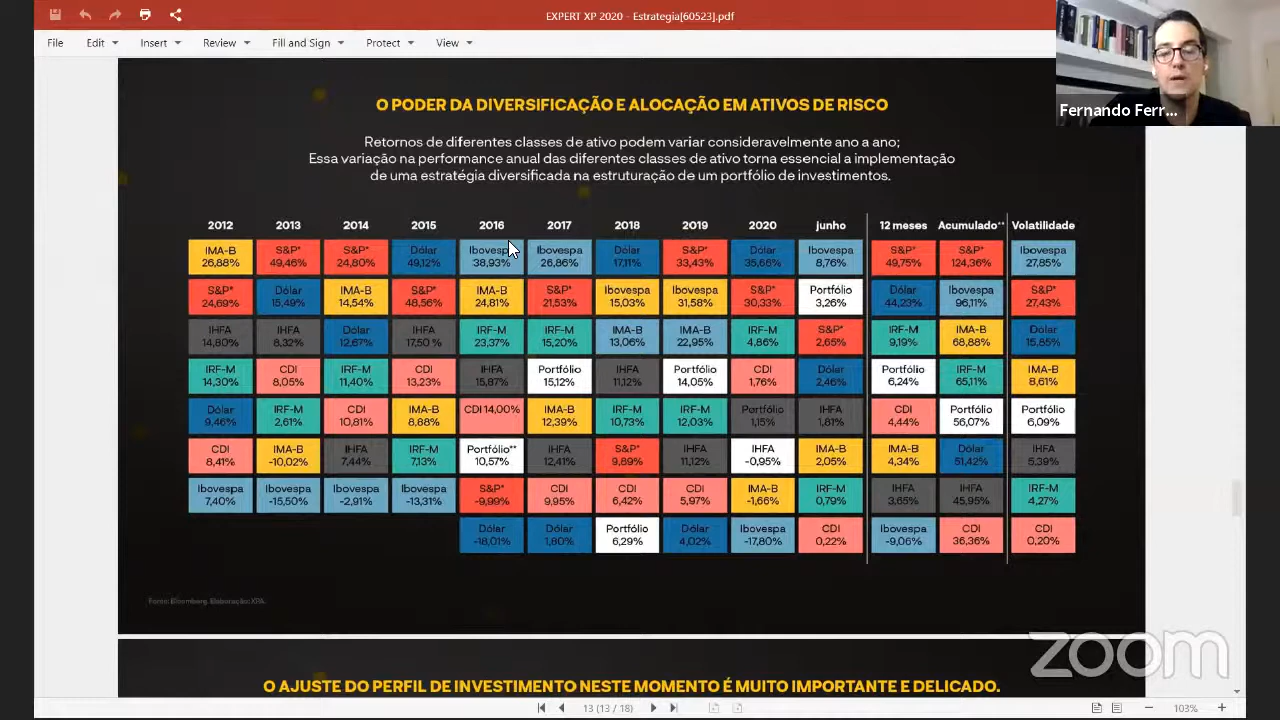 EXPERT XP 2020 - Estrategia[60523].pdf
File Edit Insert Review Fill and Sign Protect View
Fernando Ferr...
O PODER DA DIVERSIFICAÇÃO E ALOCAÇÃO EM ATIVOS DE RISCO
Retornos de diferentes classes de ativo podem variar consideravelmente ano a ano;
Essa variação na performance anual das diferentes classes de ativo torna essencial a implementação
de uma estratégia diversificada na estruturação de um portfólio de investimentos.
2012 2013 2014 2015 2016 2017 2018 2019 2020 junho 12 meses Acumulado** Volatilidade
IMA-B S&P* S&P* Dólar Ibovespa Ibovespa Dólar S&P* Dólar Ibovespa S&P* S&P* Ibovespa
26,88% 49,46% 24,80% 49,12% 38,93% 26,86% 17,11% 33,43% 35,66% 8,76% 49,75% 124,36% 27,85%
S&P* Dólar IMA-B S&P* IMA-B S&P* Ibovespa Ibovespa S&P* Portfólio Dólar Ibovespa S&P*
24,69% 15,49% 14,54% 48,56% 24,81% 21,53% 15,03% 31,58% 30,33% 3,26% 44,23% 96,11% 27,43%
IHFA IHFA Dólar IHFA IRF-M IRF-M IMA-B IMA-B IRF-M S&P* IRF-M IMA-B Dólar
14,80% 8,32% 12,67% 17,50 % 23,37% 15,20% 13,06% 22,95% 4,86% 2,65% 9,19% 68,88% 15,85%
IRF-M CDI IRF-M CDI IHFA Portfólio IHFA Portfólio CDI Dólar Portfólio IRF-M IMA-B
14,30% 8,05% 11,40% 13,23% 15,87% 15,12% 11,12% 14,05% 1,76% 2,46% 6,24% 65,11% 8,61%
Dólar IRF-M CDI IMA-B CDI 14,00% IMA-B IRF-M IRF-M Portfólio IHFA CDI Portfólio Portfólio
9,46% 2,61% 10,81% 8,88% 12,39% 10,73% 12,03% 1,15% 1,81% 4,44% 56,07% 6,09%
CDI IMA-B IHFA IRF-M Portfólio** IHFA S&P* IHFA IHFA IMA-B IMA-B Dólar IHFA
8,41% -10,02% 7,44% 7,13% 10,57% 12,41% 9,89% 11,12% -0,95% 2,05% 4,34% 51,42% 5,39%
Ibovespa Ibovespa Ibovespa Ibovespa S&P* CDI CDI CDI IMA-B IRF-M IHFA IHFA IRF-M
7,40% -15,50% -2,91% -13,31% -9,99% 9,95% 6,42% 5,97% -1,66% 0,79% 3,65% 45,95% 4,27%
Dólar Dólar Portfólio Dólar Ibovespa CDI Ibovespa CDI CDI
-18,01% 1,80% 6,29% 4,02% -17,80% 0,22% -9,06% 36,36% 0,20%
Fonte: Bloomberg. Elaboração: XPA.
zoom
O AJUSTE DO PERFIL DE INVESTIMENTO NESTE MOMENTO É MUITO IMPORTANTE E DELICADO.
13 (13 / 18) 103%